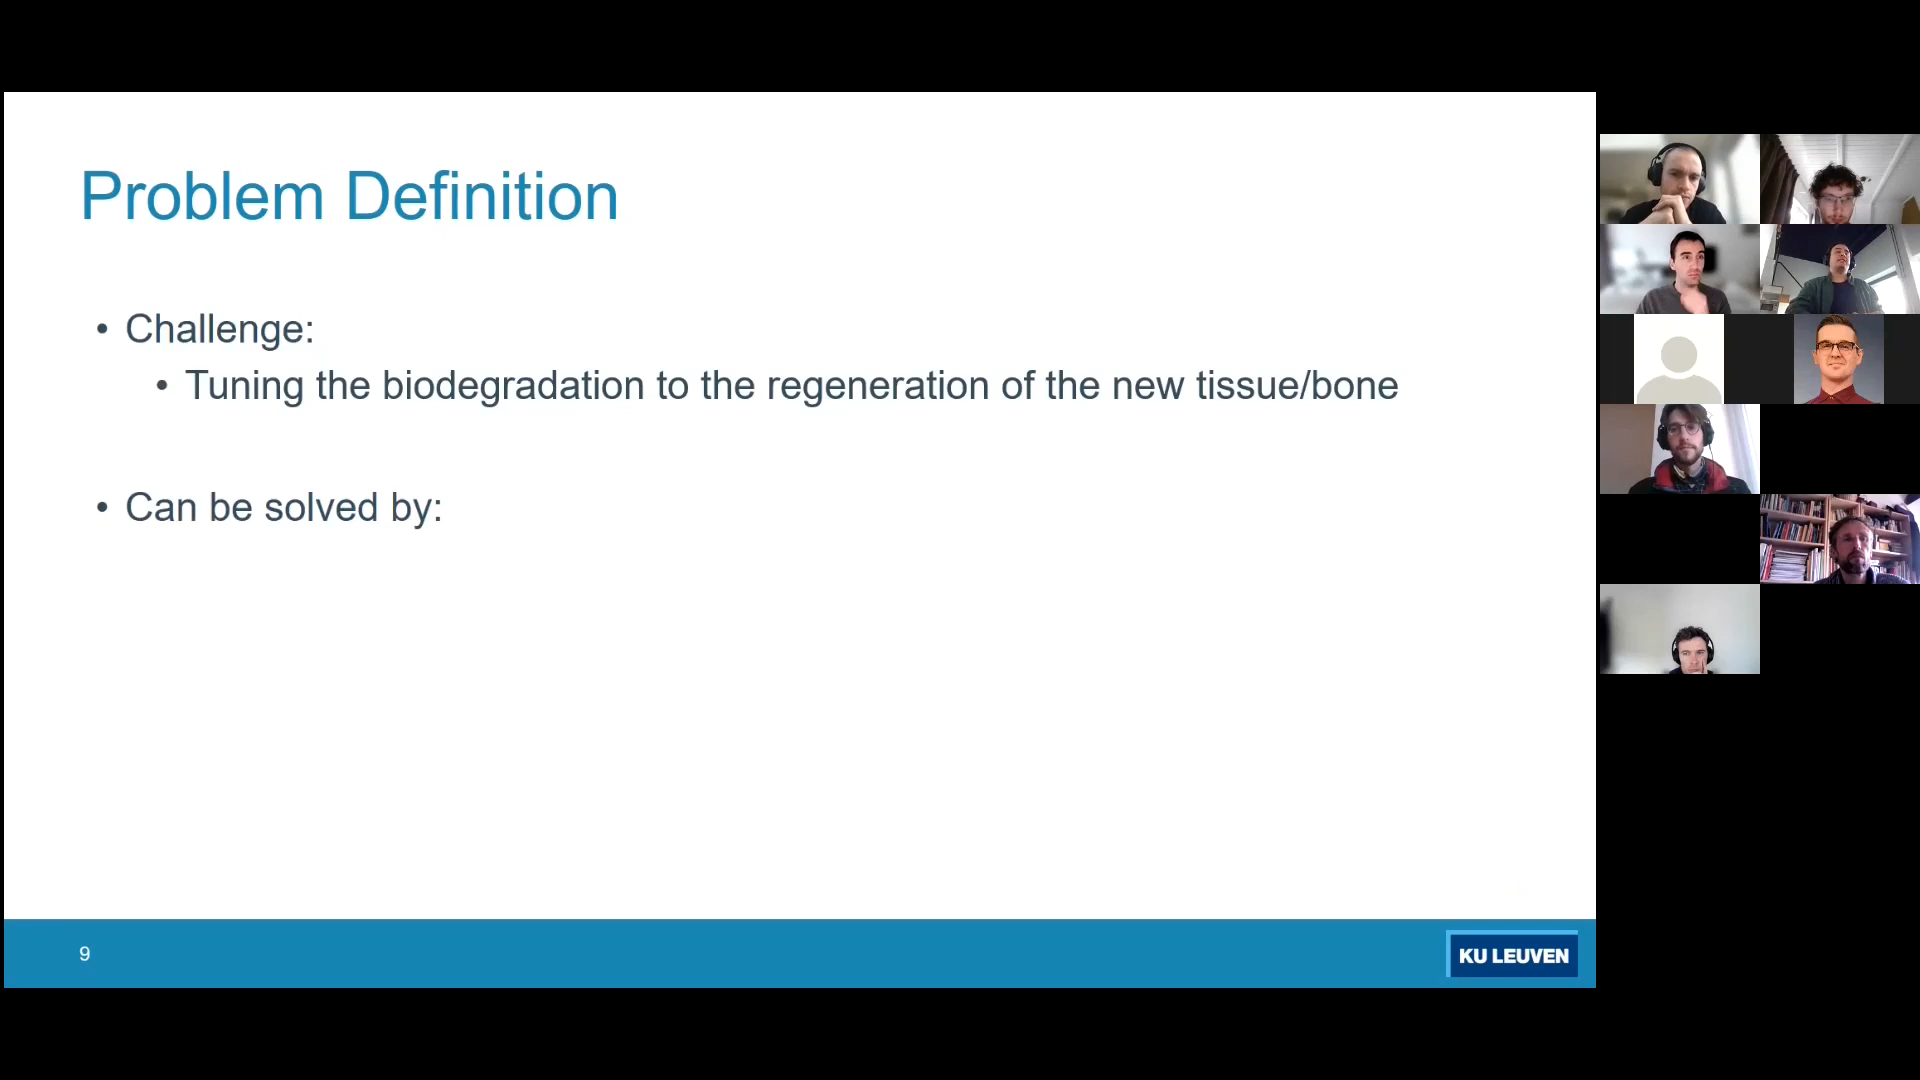 Problem Definition
• Challenge:
• Tuning the biodegradation to the regeneration of the new tissue/bone
• Can be solved by:
9
KU LEUVEN